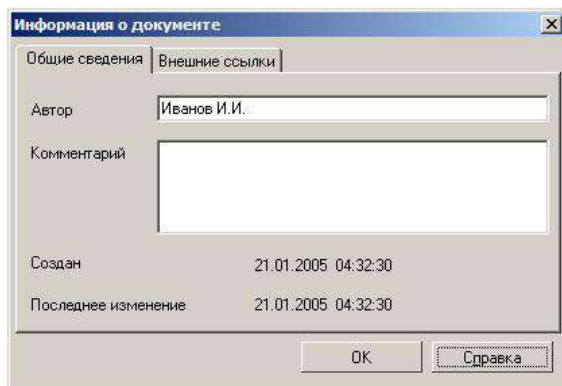 Информация о документе
Общие сведения Внешние ссылки
Автор Иванов И.И.
Комментарий
Создан 21.01.2005 04:32:30
Последнее изменение 21.01.2005 04:32:30
OK Справка